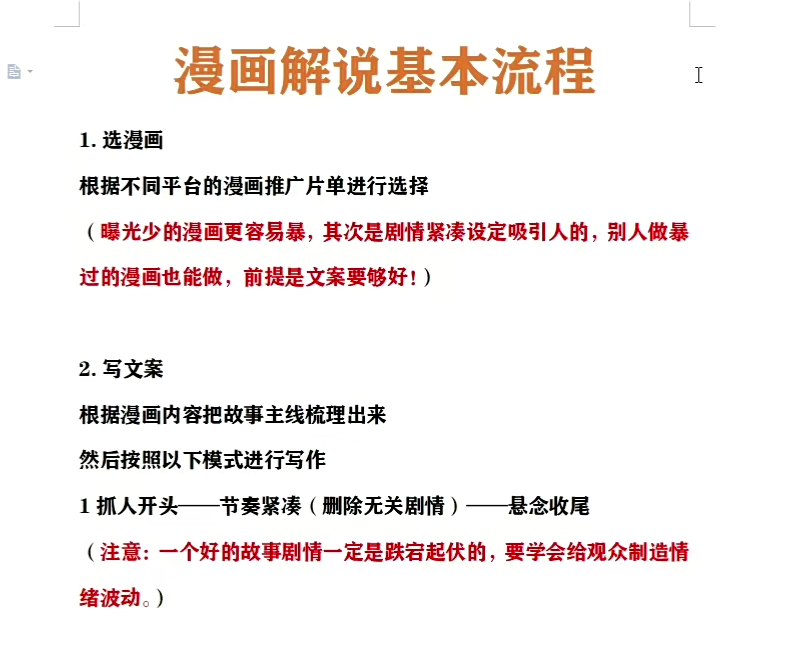 漫画解说基本流程
1. 选漫画
根据不同平台的漫画推广片单进行选择
（曝光少的漫画更容易暴，其次是剧情紧凑设定吸引人的，别人做暴
过的漫画也能做，前提是文案要够好！）
2. 写文案
根据漫画内容把故事主线梳理出来
然后按照以下模式进行写作
1 抓人开头——节奏紧凑（删除无关剧情）——悬念收尾
（注意：一个好的故事剧情一定是跌宕起伏的，要学会给观众制造情
绪波动。）